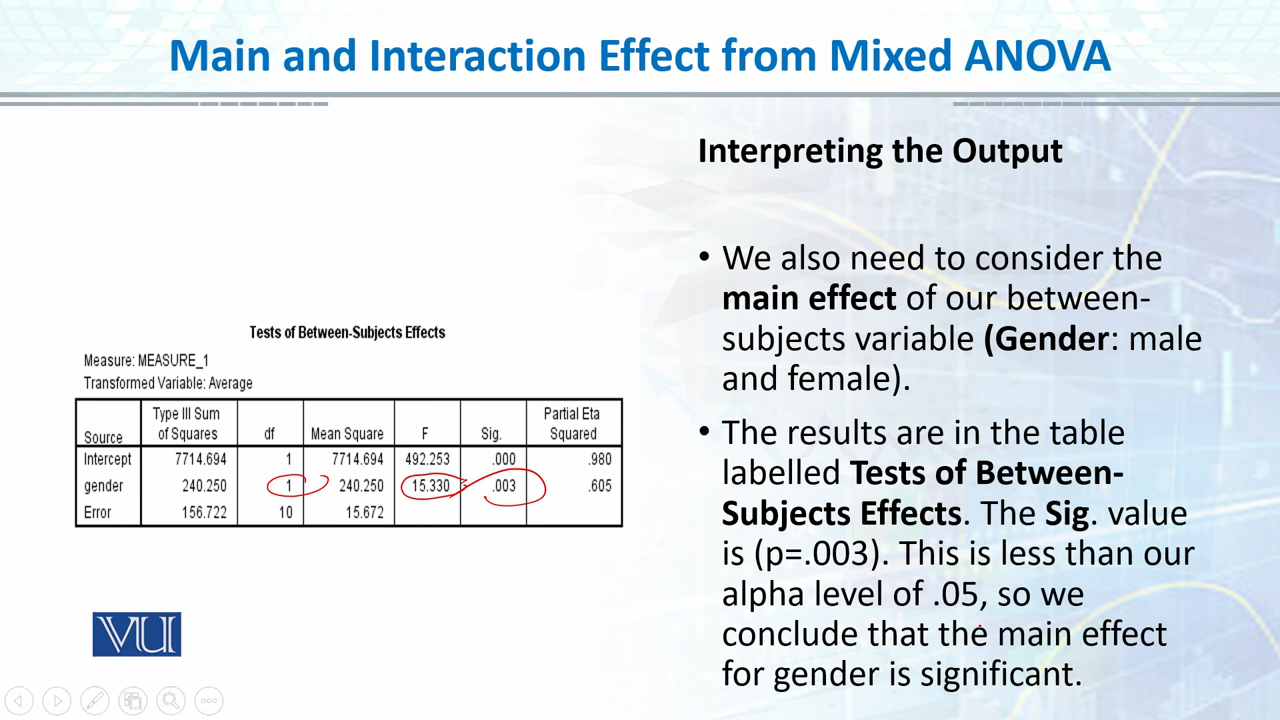 Main and Interaction Effect from Mixed ANOVA
Interpreting the Output
• We also need to consider the
main effect of our between-
subjects variable (Gender: male
and female).
• The results are in the table
labelled Tests of Between-
Subjects Effects. The Sig. value
is (p=.003). This is less than our
alpha level of .05, so we
conclude that the main effect
for gender is significant.
Tests of Between-Subjects Effects
Measure: MEASURE_1
Transformed Variable: Average
Source Type III Sum of Squares df Mean Square F Sig. Partial Eta Squared
Intercept 7714.694 1 7714.694 492.253 .000 .980
gender 240.250 1 240.250 15.330 .003 .605
Error 156.722 10 15.672
VU